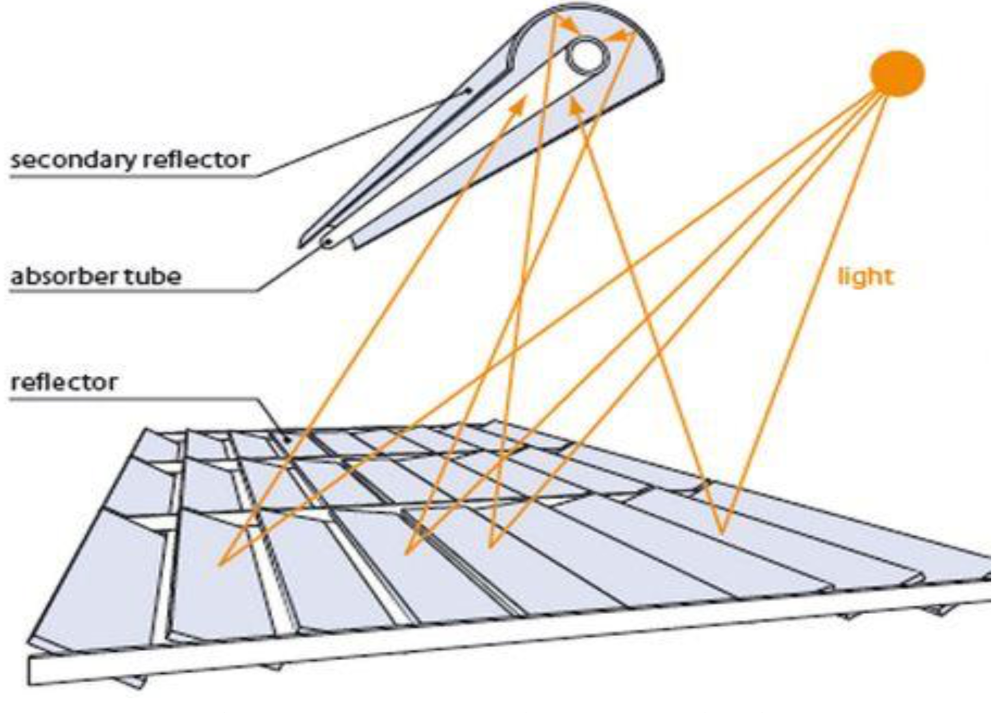 secondary reflector
absorber tube
light
reflector